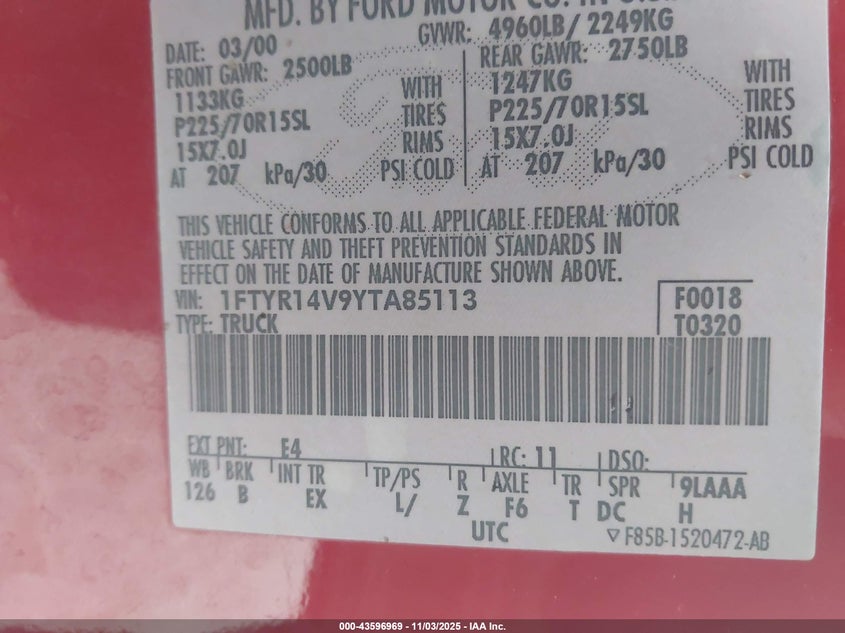 MFD. BY FORD MOTOR CO. IN
DATE: 03/00 GVWR: 4960LB/ 2249KG
FRONT GAWR: 2500LB REAR GAWR: 2750LB
1133KG WITH 1247KG WITH
P225/70R15SL TIRES P225/70R15SL TIRES
15X7.0J RIMS 15X7.0J RIMS
AT 207 kPa/30 PSI COLD AT 207 kPa/30 PSI COLD
THIS VEHICLE CONFORMS TO ALL APPLICABLE FEDERAL MOTOR
VEHICLE SAFETY AND THEFT PREVENTION STANDARDS IN
EFFECT ON THE DATE OF MANUFACTURE SHOWN ABOVE.
VIN: 1FTYR14V9YTA85113 F0018
TYPE: TRUCK T0320
EXT PNT: E4 RC: 11 DSO:
WB BRK INT TR TP/PS R AXLE TR SPR 9LAAA
126 B EX L/ Z F6 T DC H
UTC ▽F85B-1520472-AB
000-43596969 - 11/03/2025 - IAA Inc.